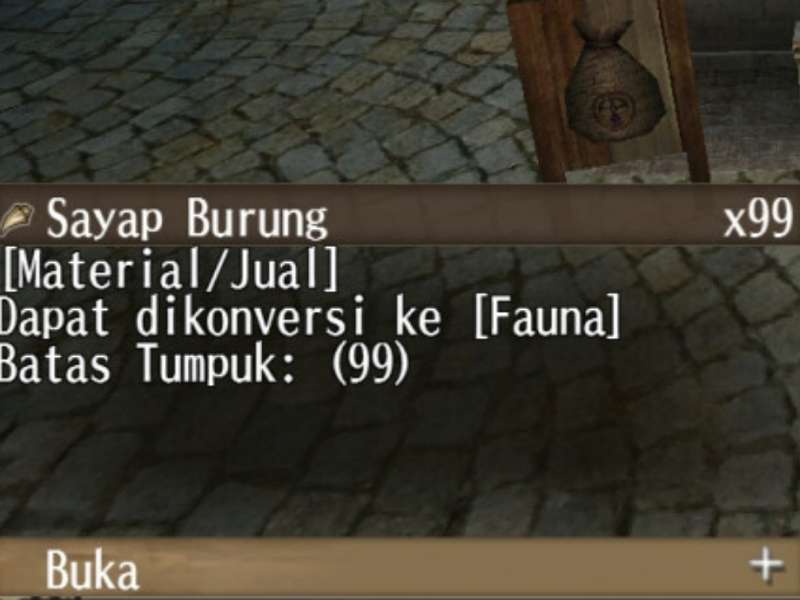 Sayap Burung x99
[Material/Jual]
Dapat dikonversi ke [Fauna]
Batas Tumpuk: (99)
Buka +